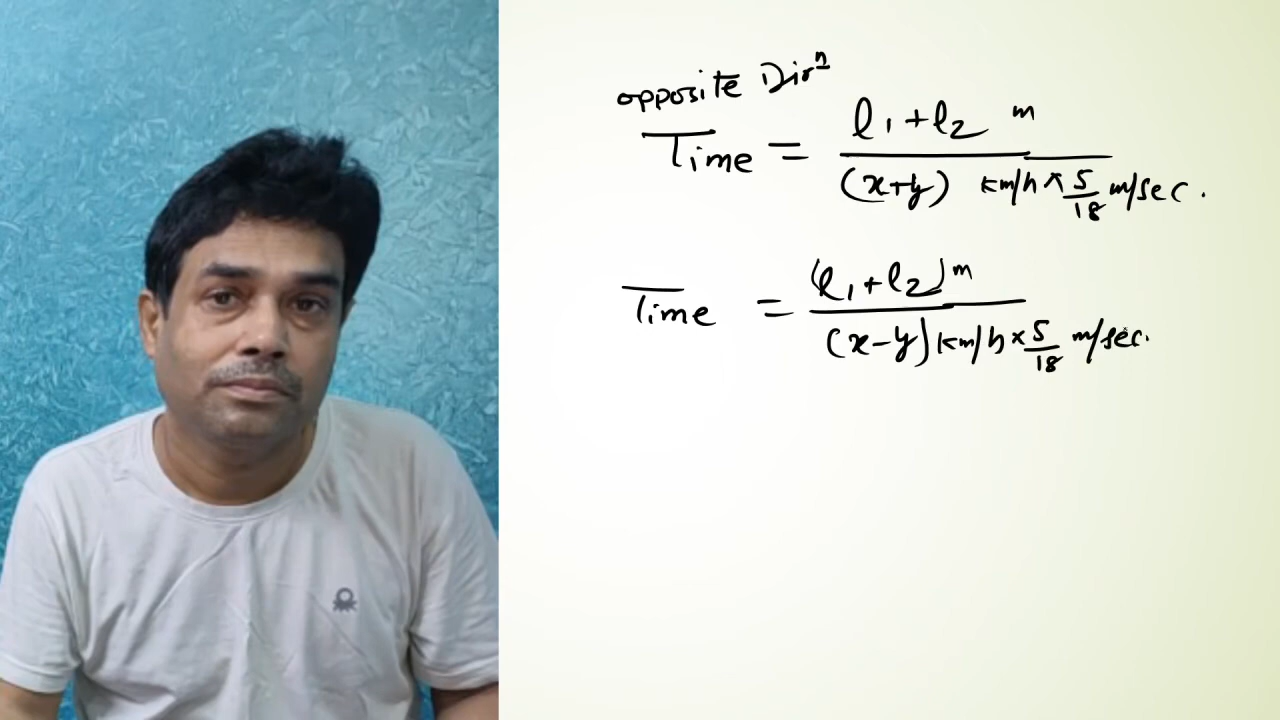 opposite Dirⁿ
Time = l₁+l₂ m / (x+y) km/h × 5/18 m/sec.
Time = (l₁+l₂) m / (x-y) km/h × 5/18 m/sec.